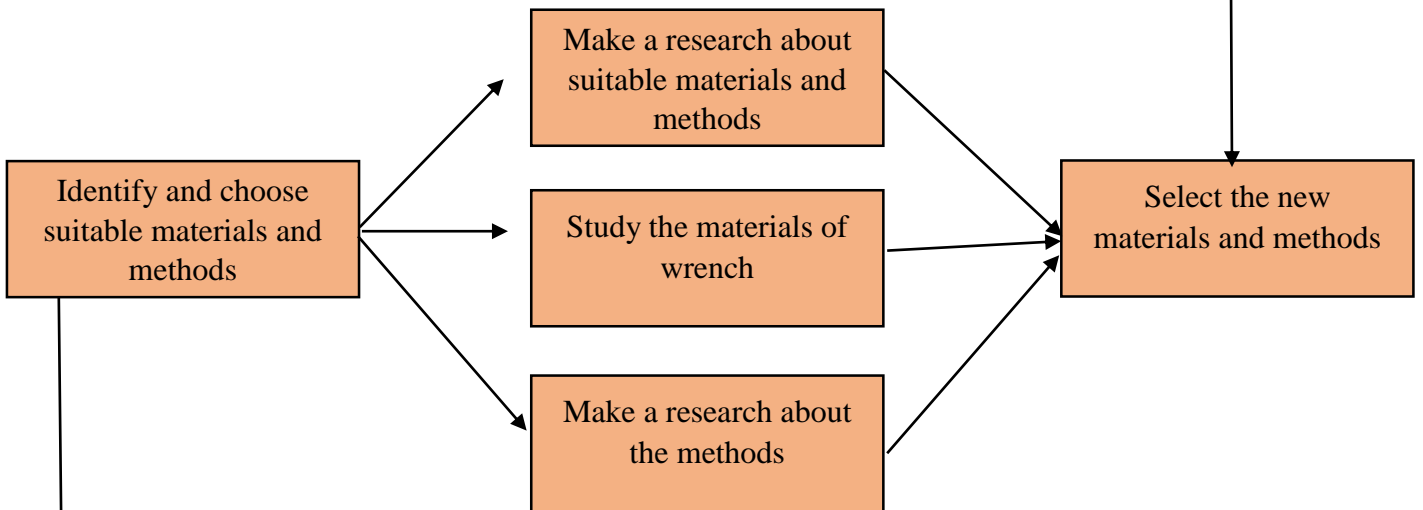 Make a research about
suitable materials and
methods
Identify and choose
suitable materials and
methods
Study the materials of
wrench
Select the new
materials and methods
Make a research about
the methods